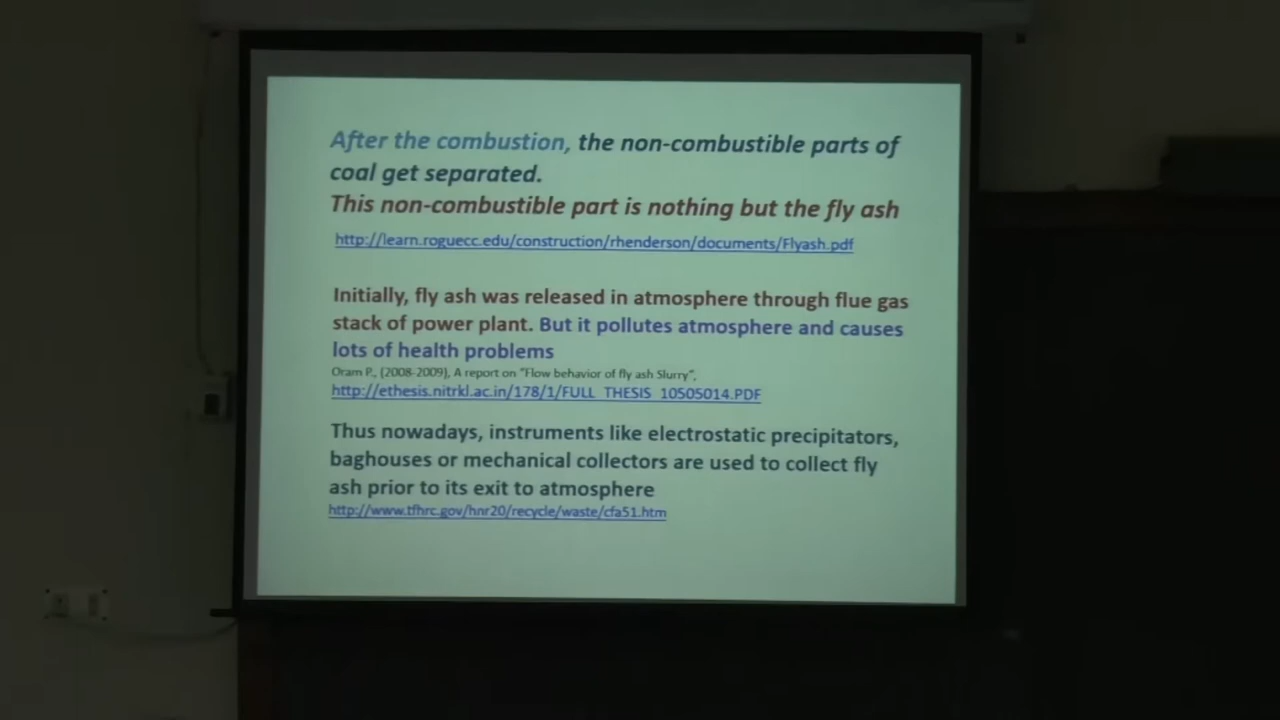 After the combustion, the non-combustible parts of
coal get separated.
This non-combustible part is nothing but the fly ash
http://learn.roguecc.edu/construction/rhenderson/documents/Flyash.pdf
Initially, fly ash was released in atmosphere through flue gas
stack of power plant. But it pollutes atmosphere and causes
lots of health problems
Oram P., (2008-2009), A report on "Flow behavior of fly ash Slurry",
http://ethesis.nitrkl.ac.in/178/1/FULL_THESIS_10505014.PDF
Thus nowadays, instruments like electrostatic precipitators,
baghouses or mechanical collectors are used to collect fly
ash prior to its exit to atmosphere
http://www.tfhrc.gov/hnr20/recycle/waste/cfa51.htm